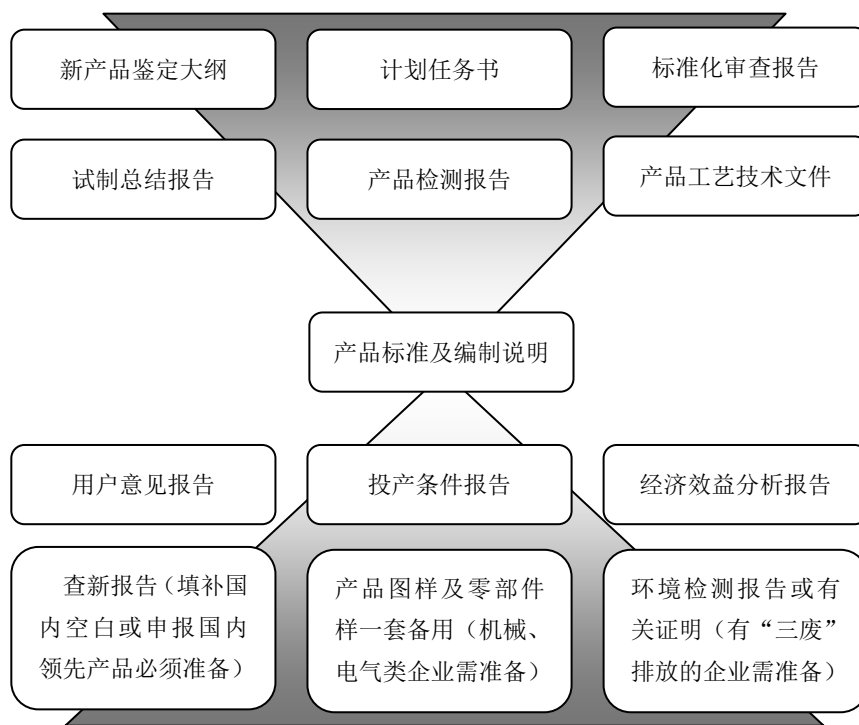 新产品鉴定大纲
计划任务书
标准化审查报告
试制总结报告
产品检测报告
产品工艺技术文件
产品标准及编制说明
用户意见报告
投产条件报告
经济效益分析报告
查新报告（填补国
内空白或申报国内
领先产品必须准备）
产品图样及零部件
样一套备用（机械、
电气类企业需准备）
环境检测报告或有
关证明（有“三废”
排放的企业需准备）